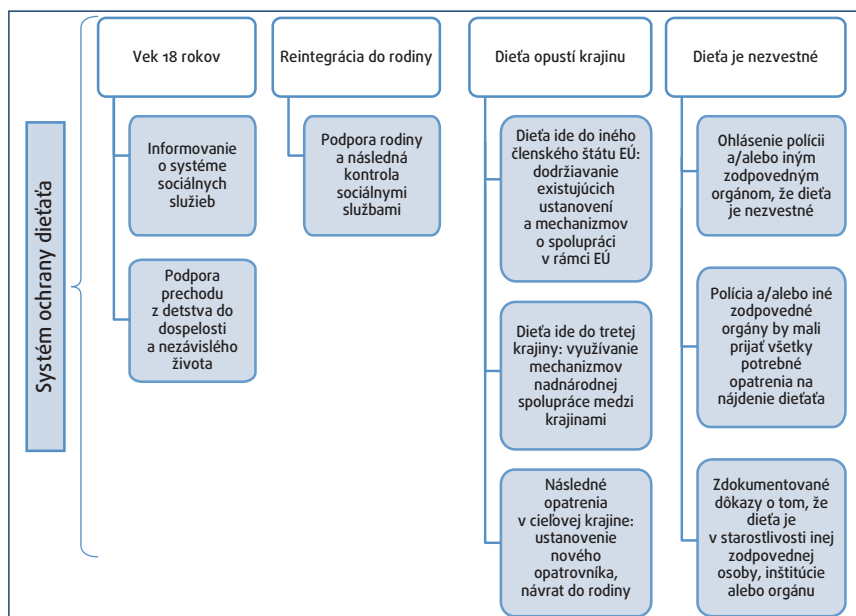 Systém ochrany dieťaťa
Vek 18 rokov
Informovanie
o systéme
sociálnych
služieb
Podpora
prechodu
z detstva do
dospelosti
a nezávislého
života
Reintegrácia do rodiny
Podpora rodiny
a následná
kontrola
sociálnymi
službami
Dieťa opustí krajinu
Dieťa ide do iného
členského štátu EÚ:
dodržiavanie
existujúcich
ustanovení
a mechanizmov
o spolupráci
v rámci EÚ
Dieťa ide do tretej
krajiny: využívanie
mechanizmov
nadnárodnej
spolupráce medzi
krajinami
Následné
opatrenia
v cieľovej krajine:
ustanovenie
nového
opatrovníka,
návrat do rodiny
Dieťa je nezvestné
Ohlásenie polícii
a/alebo iným
zodpovedným
orgánom, že dieťa
je nezvestné
Polícia a/alebo iné
zodpovedné
orgány by mali
prijať všetky
potrebné
opatrenia na
nájdenie dieťaťa
Zdokumentované
dôkazy o tom, že
dieťa je
v starostlivosti inej
zodpovednej
osoby, inštitúcie
alebo orgánu